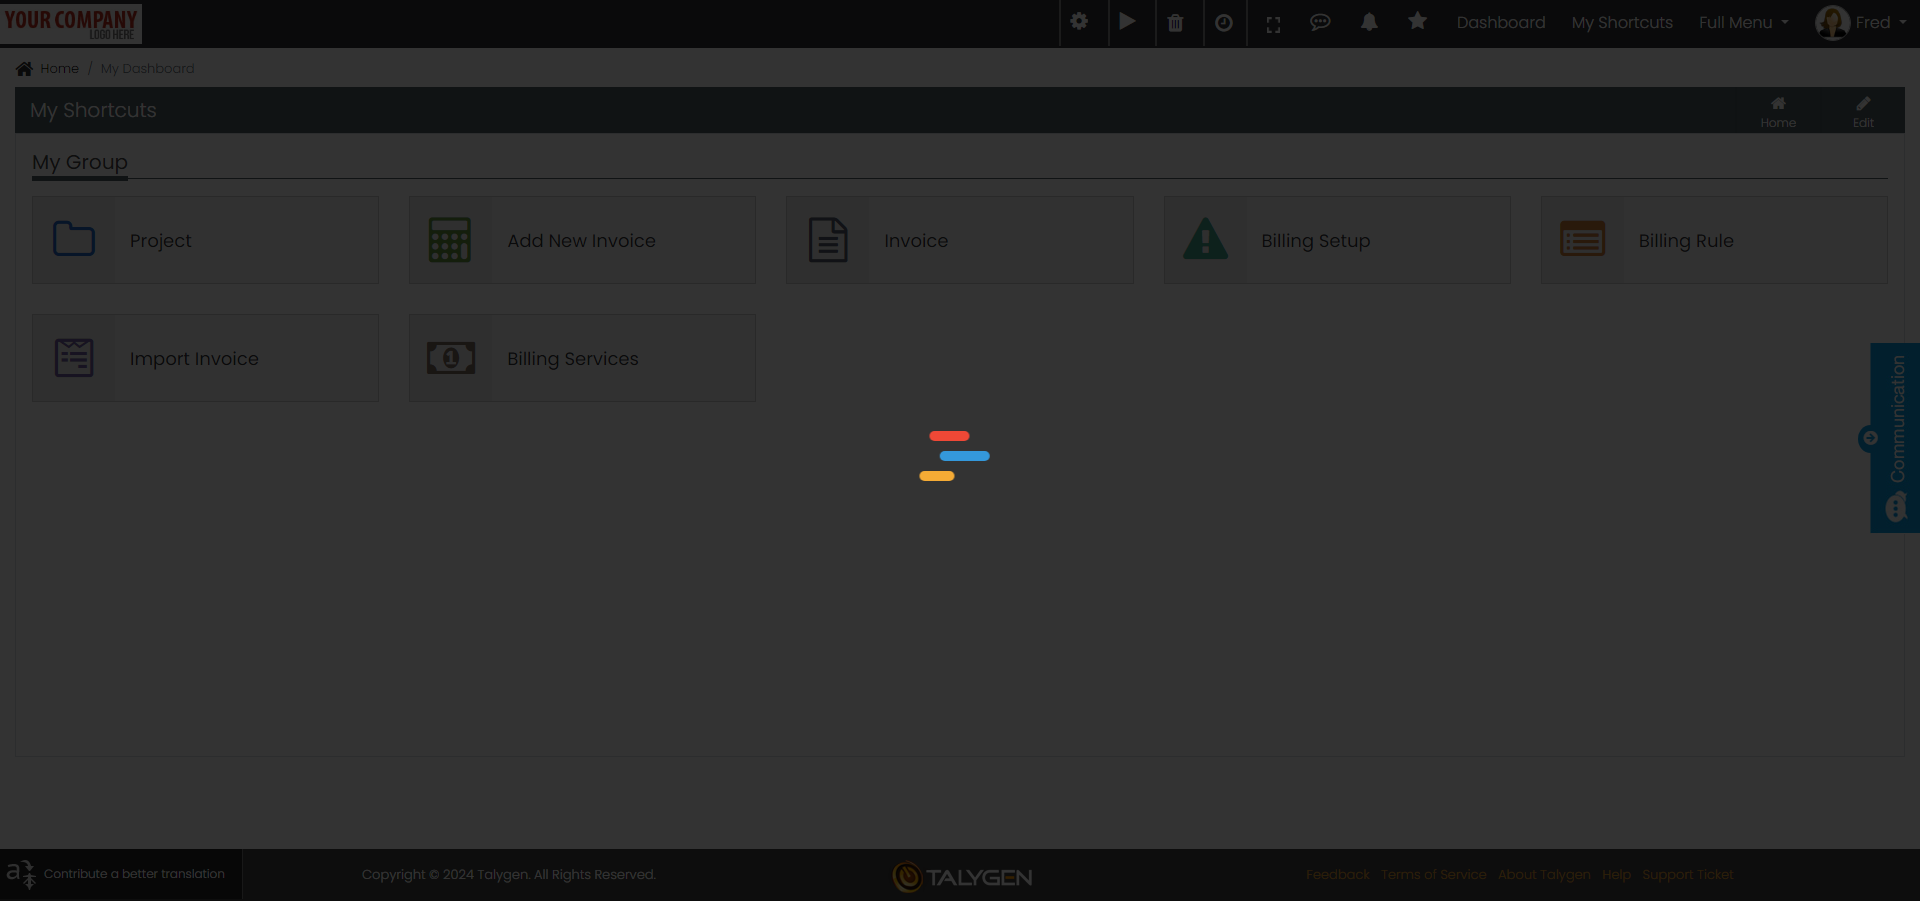 YOUR COMPANY
LOGO HERE
Dashboard
My Shortcuts
Full Menu
Fred
Home / My Dashboard
My Shortcuts
Home
Edit
My Group
Project
Add New Invoice
Invoice
Billing Setup
Billing Rule
Import Invoice
1
Billing Services
Communication
a
Contribute a better translation
Copyright © 2024 Talygen. All Rights Reserved.
TALYGEN
Feedback
Terms of Service
About Talygen
Help
Support Ticket